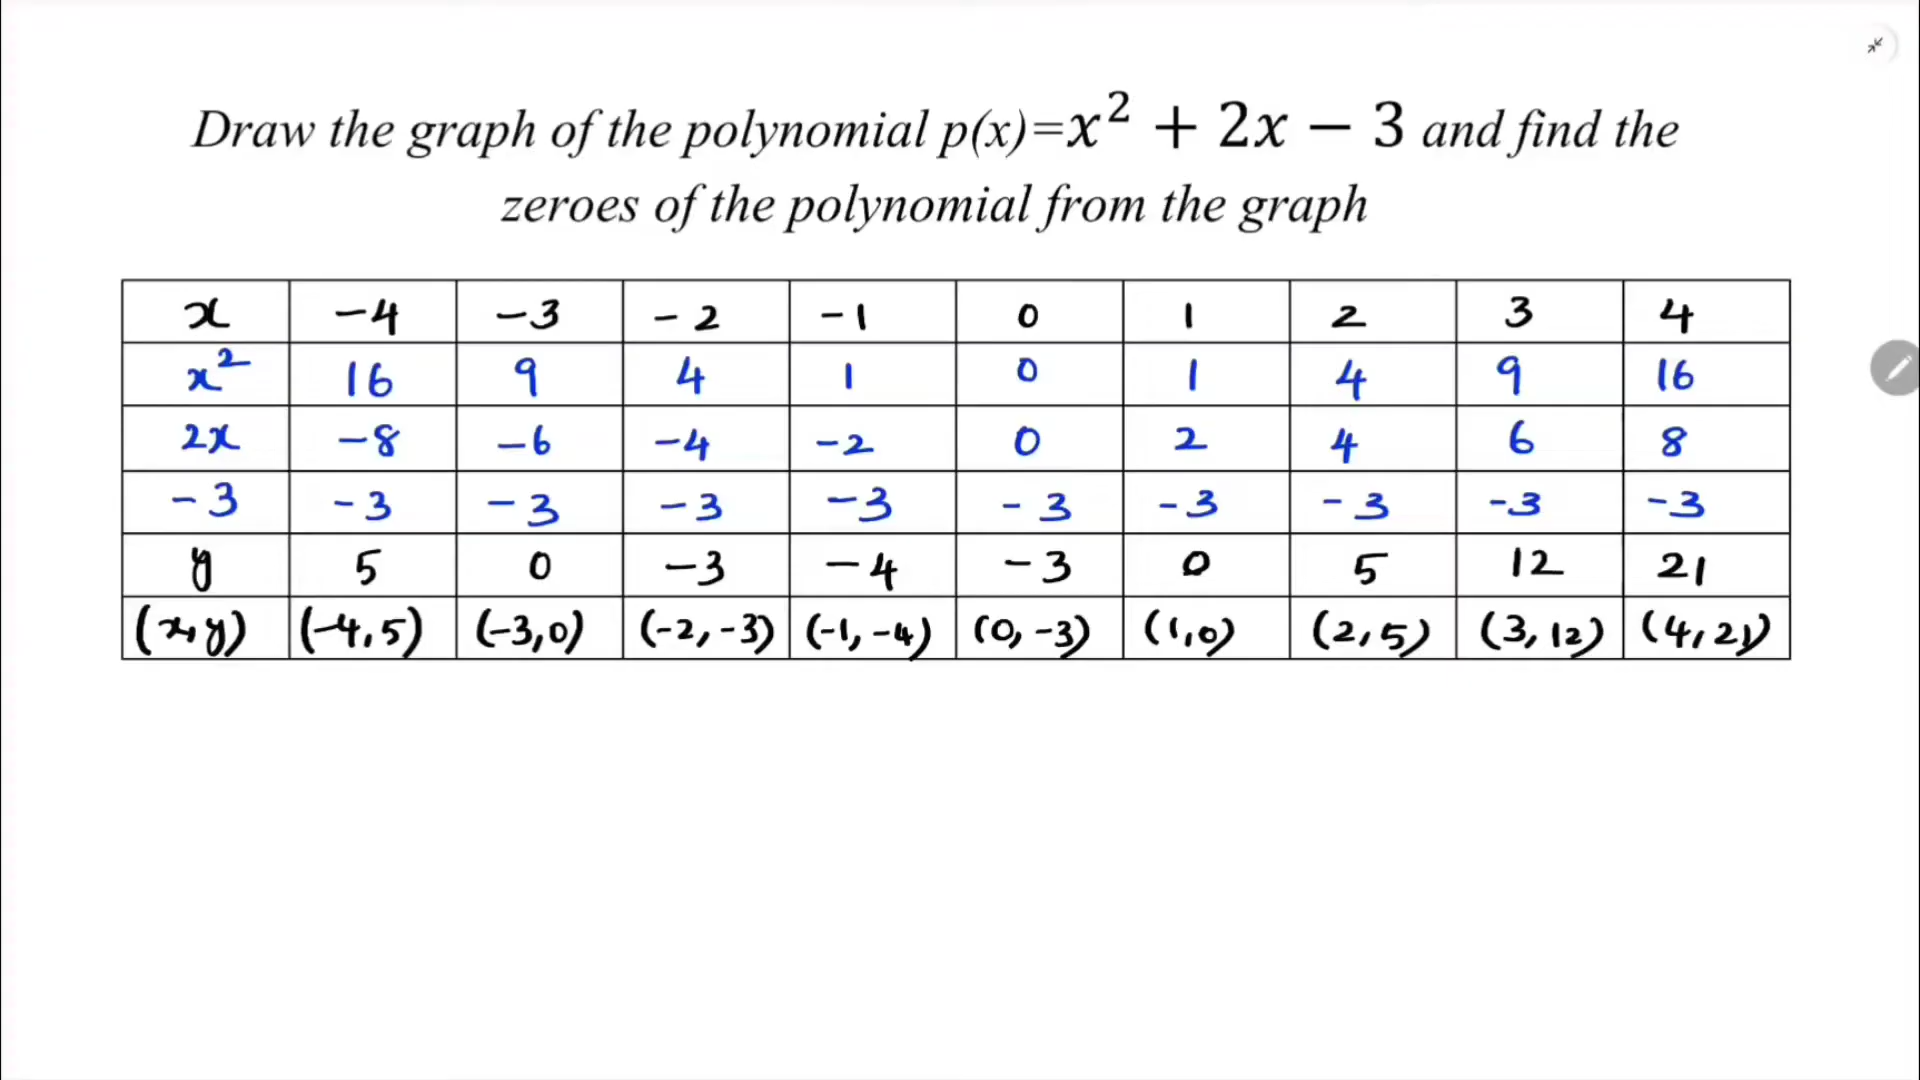 Draw the graph of the polynomial p(x)=x² + 2x − 3 and find the
zeroes of the polynomial from the graph
x -4 -3 -2 -1 0 1 2 3 4
x² 16 9 4 1 0 1 4 9 16
2x -8 -6 -4 -2 0 2 4 6 8
-3 -3 -3 -3 -3 -3 -3 -3 -3 -3
y 5 0 -3 -4 -3 0 5 12 21
(x,y) (-4,5) (-3,0) (-2,-3) (-1,-4) (0,-3) (1,0) (2,5) (3,12) (4,21)